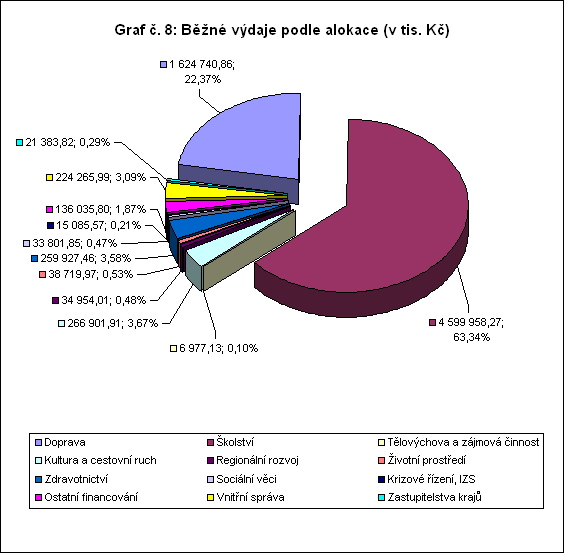 Graf č. 8: Běžné výdaje podle alokace (v tis. Kč)
1 624 740,86;
22,37%
21 383,82; 0,29%
224 265,99; 3,09%
136 035,80; 1,87%
15 085,57; 0,21%
33 801,85; 0,47%
259 927,46; 3,58%
38 719,97; 0,53%
34 954,01; 0,48%
266 901,91; 3,67%
6 977,13; 0,10%
4 599 958,27;
63,34%
Doprava
Školství
Tělovýchova a zájmová činnost
Kultura a cestovní ruch
Regionální rozvoj
Životní prostředí
Zdravotnictví
Sociální věci
Krizové řízení, IZS
Ostatní financování
Vnitřní správa
Zastupitelstva krajů